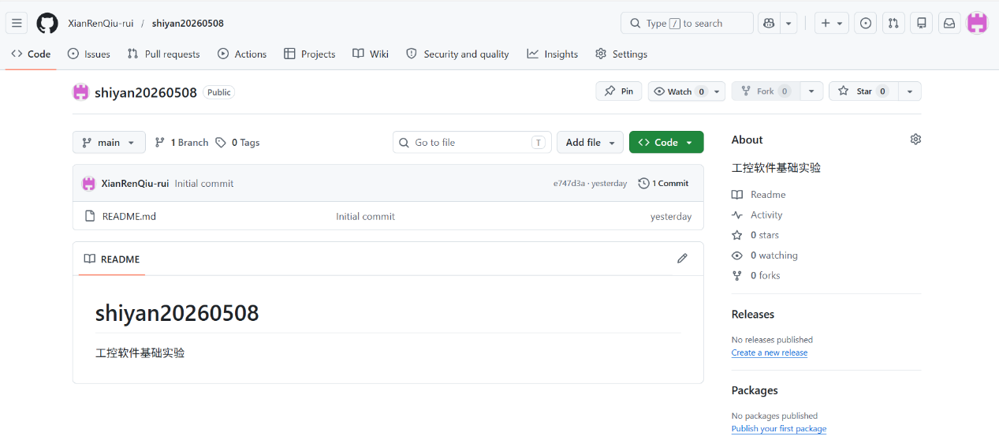 XianRenQiu-rui / shiyan20260508
Type / to search
Code Issues Pull requests Actions Projects Wiki Security and quality Insights Settings
shiyan20260508 Public
Pin Watch 0 Fork 0 Star 0
main 1 Branch 0 Tags
Go to file T Add file Code
XianRenQiu-rui Initial commit e747d3a · yesterday 1 Commit
README.md Initial commit yesterday
README
shiyan20260508
工控软件基础实验
About
工控软件基础实验
Readme
Activity
0 stars
0 watching
0 forks
Releases
No releases published
Create a new release
Packages
No packages published
Publish your first package